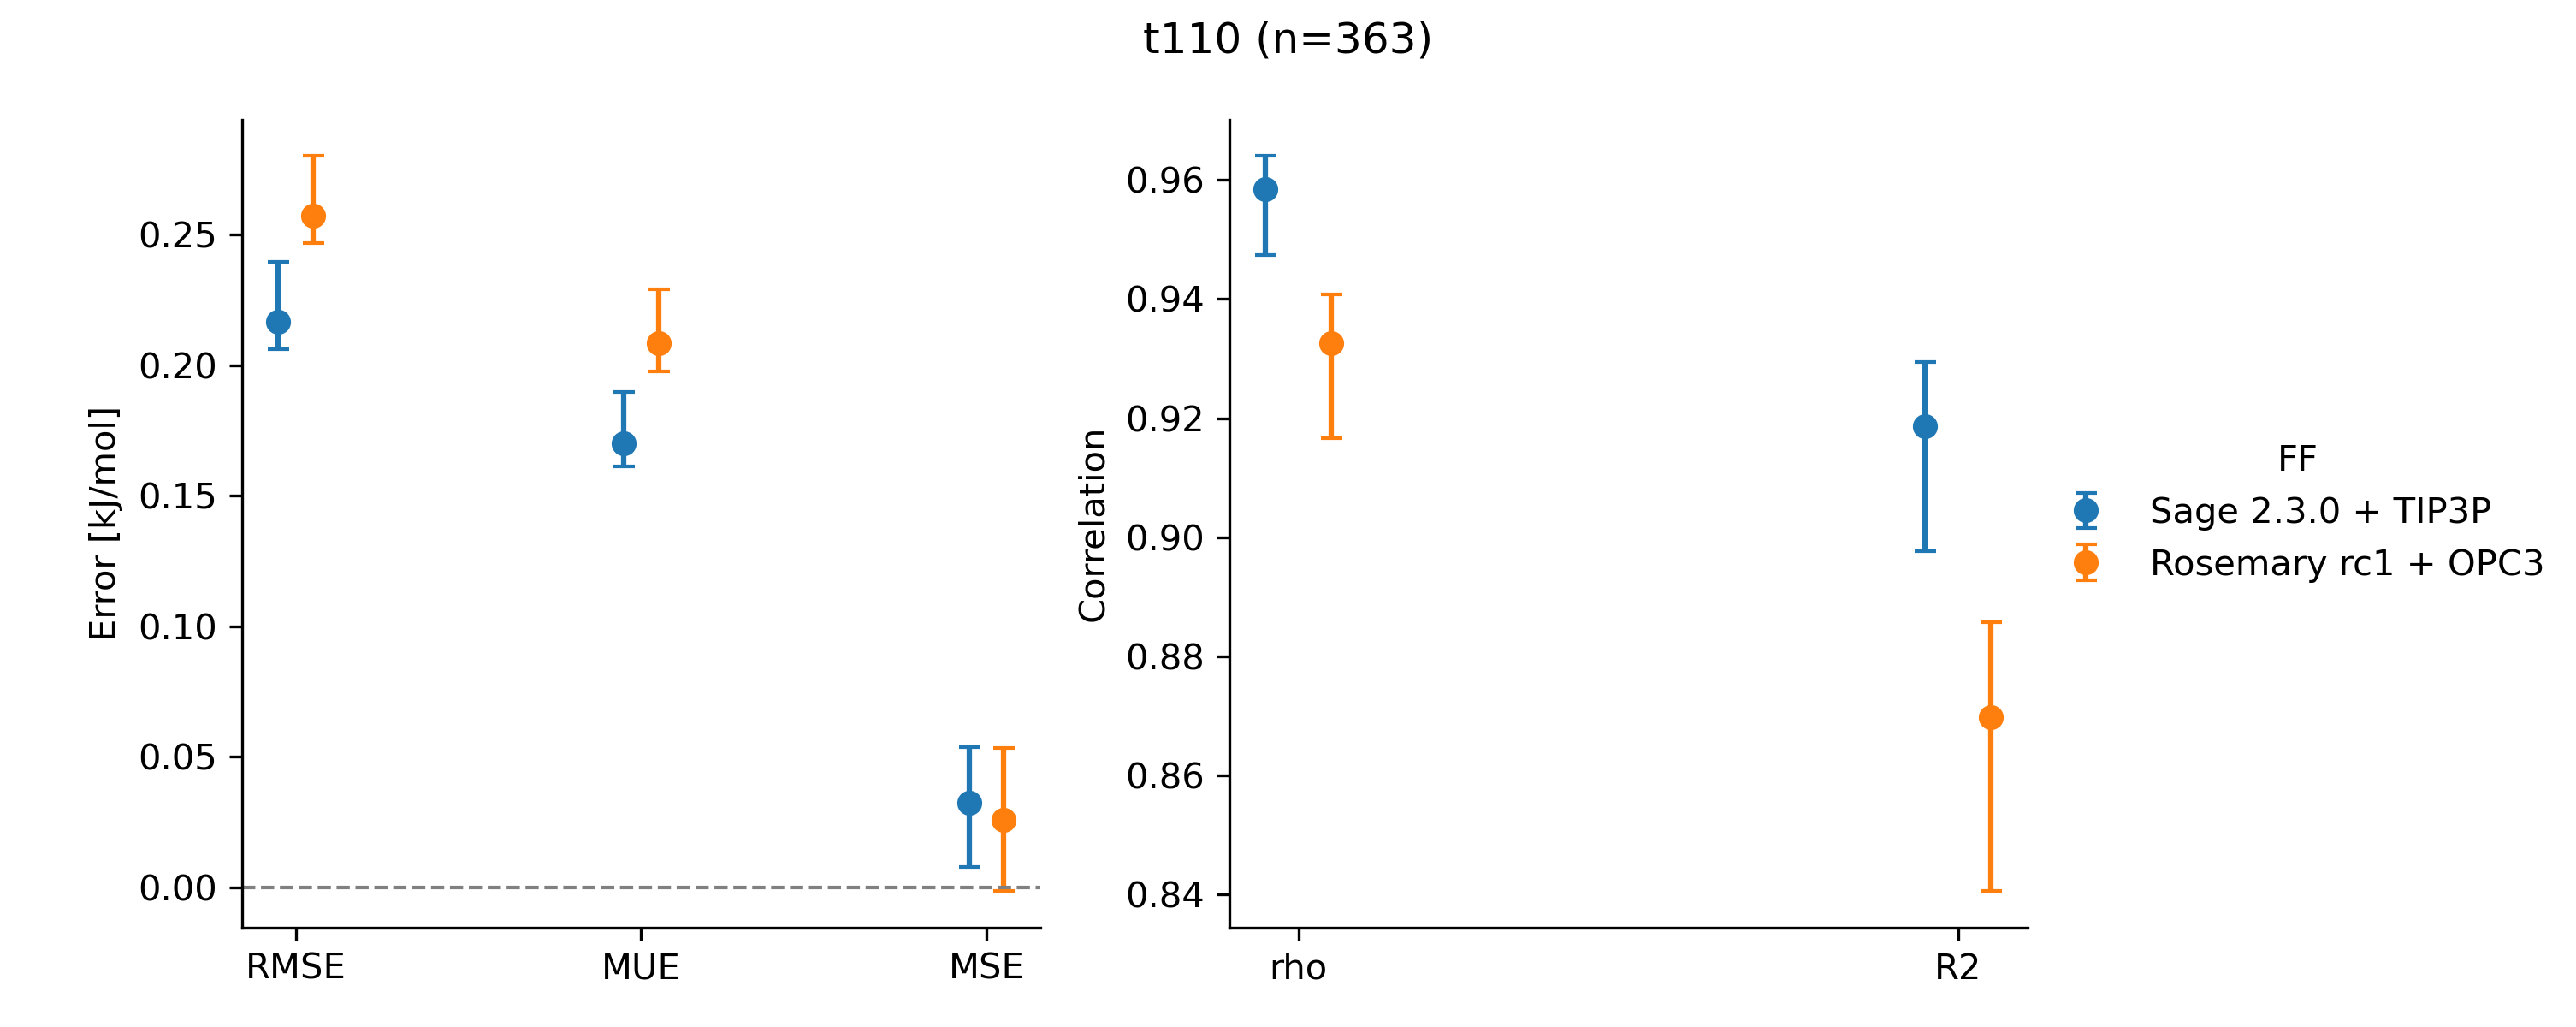 t110 (n=363)
Error [kJ/mol]
0.25
0.20
0.15
0.10
0.05
0.00
RMSE
MUE
MSE
Correlation
0.96
0.94
0.92
0.90
0.88
0.86
0.84
rho
R2
FF
Sage 2.3.0 + TIP3P
Rosemary rc1 + OPC3